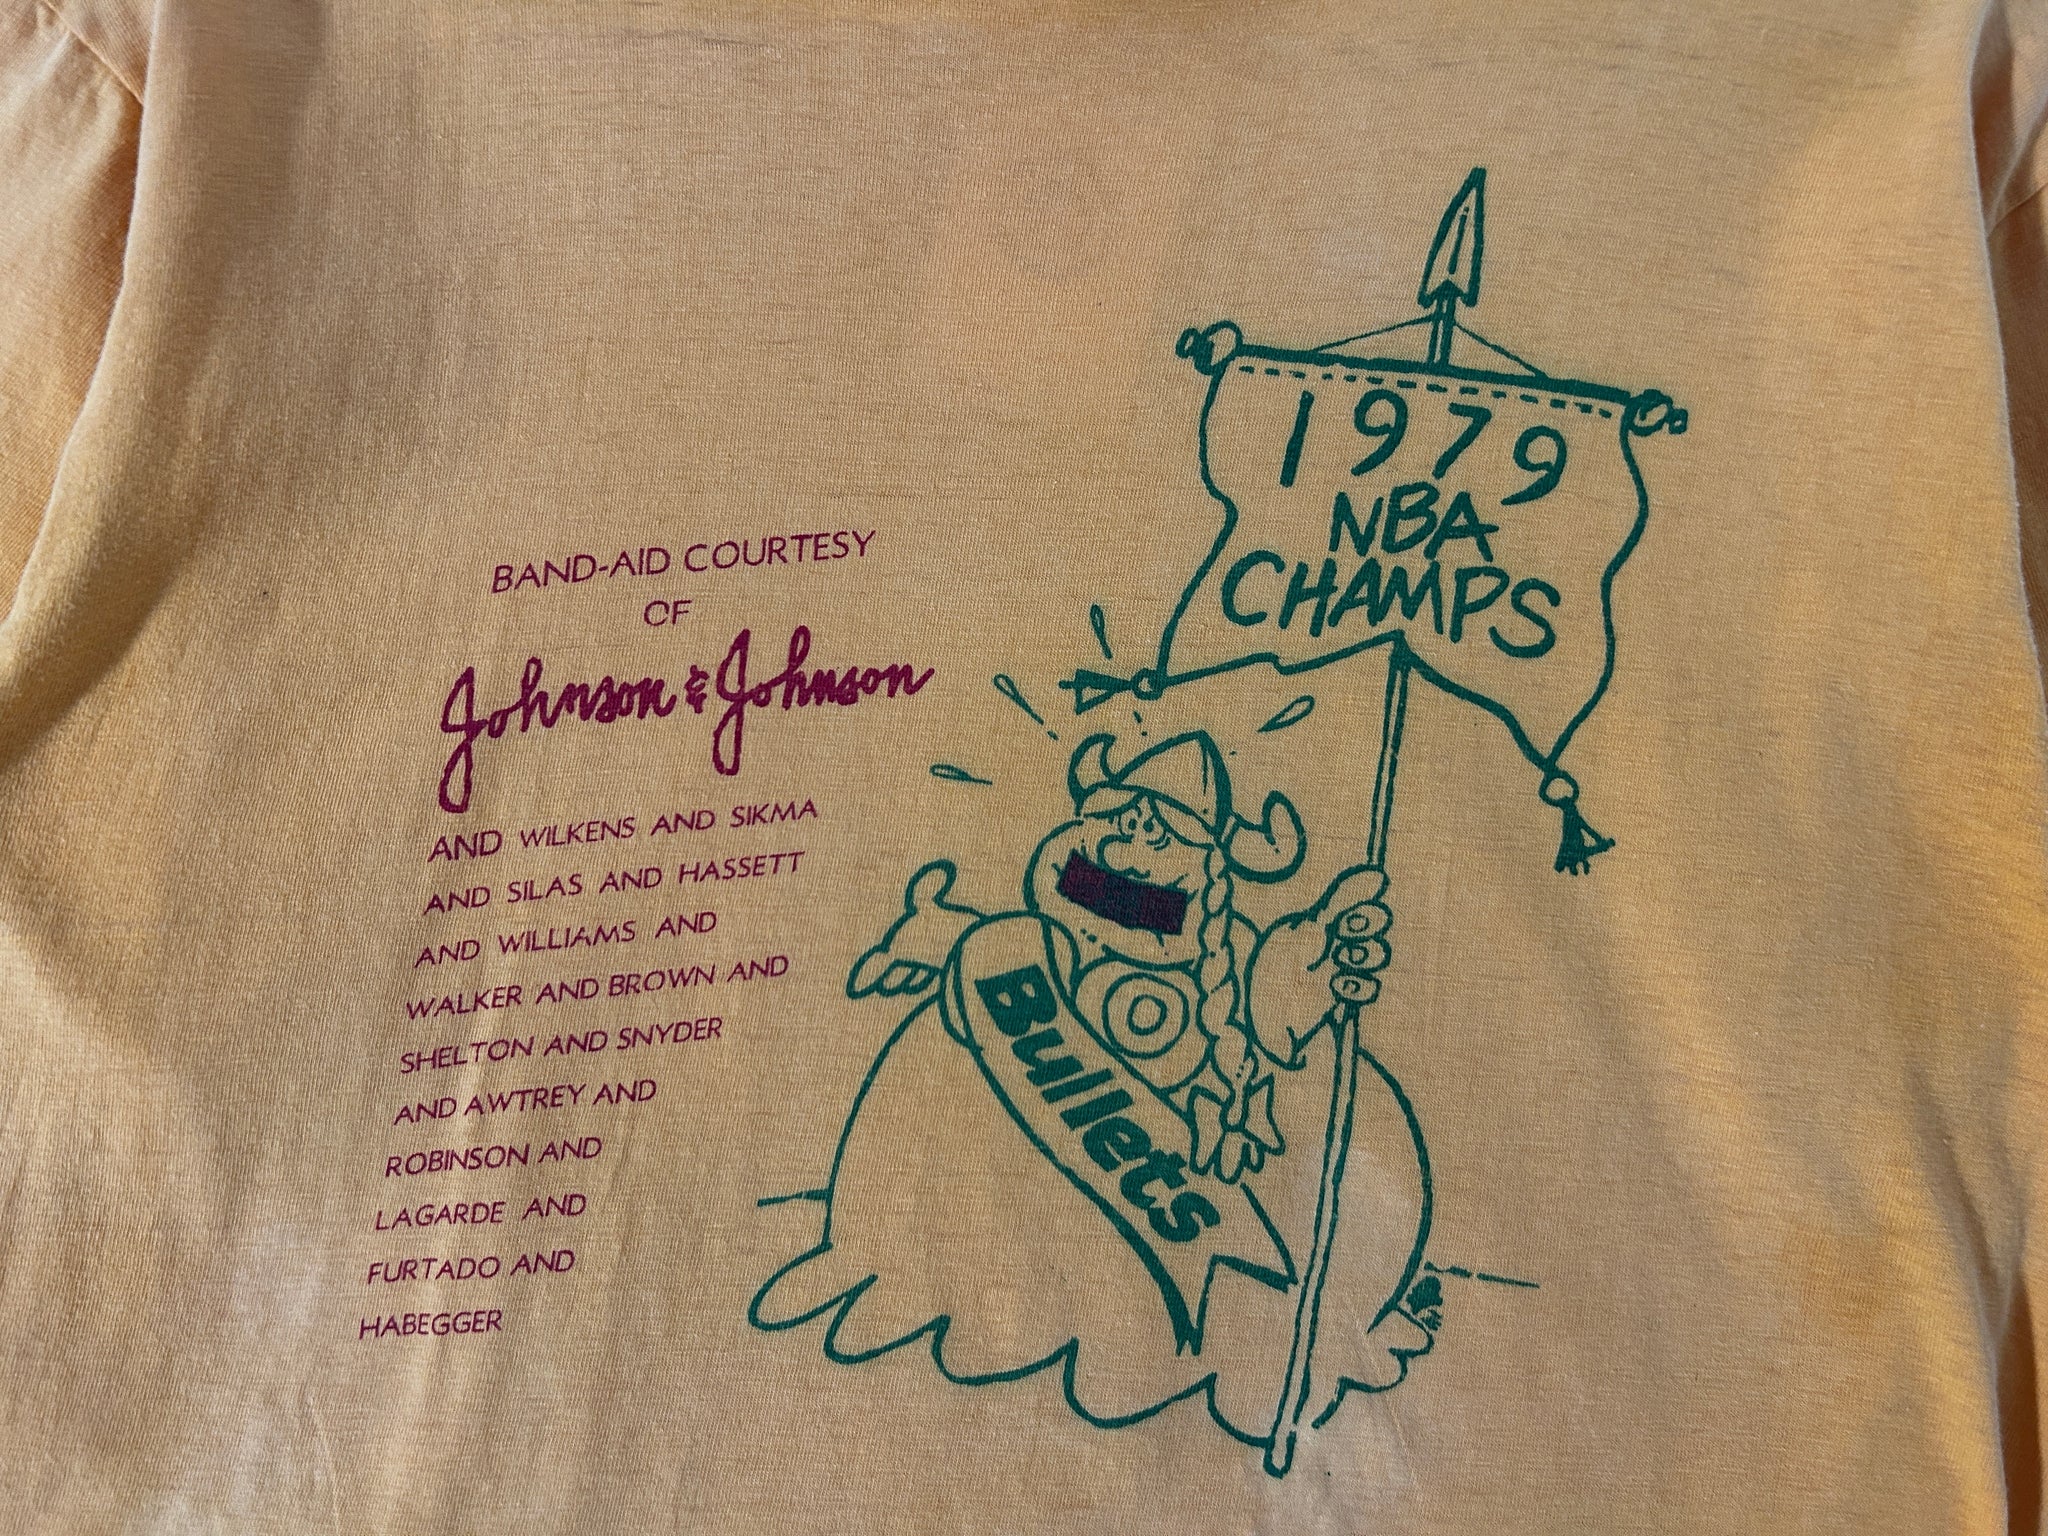 BAND-AID COURTESY
OF
Johnson & Johnson
AND WILKENS AND SIKMA
AND SILAS AND HASSETT
AND WILLIAMS AND
WALKER AND BROWN AND
SHELTON AND SNYDER
AND AWTREY AND
ROBINSON AND
LAGARDE AND
FURTADO AND
HABEGGER
1979
NBA
CHAMPS
Bullets